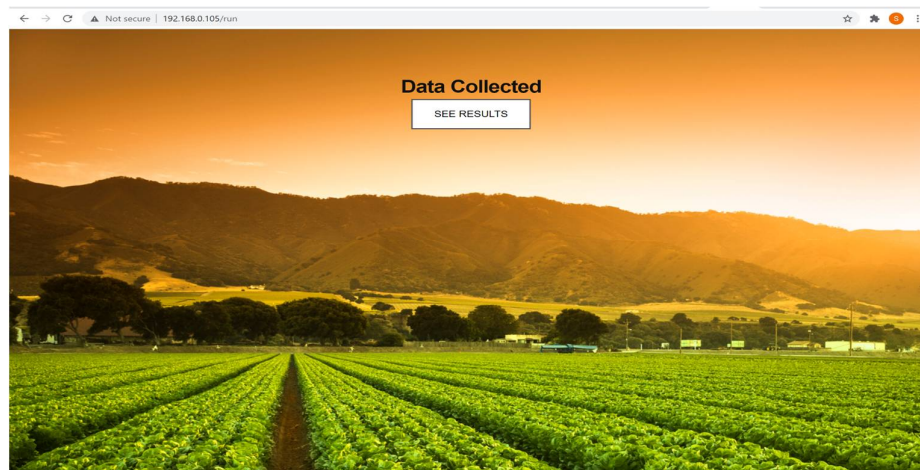 Not secure | 192.168.0.105/run
S
Data Collected
SEE RESULTS